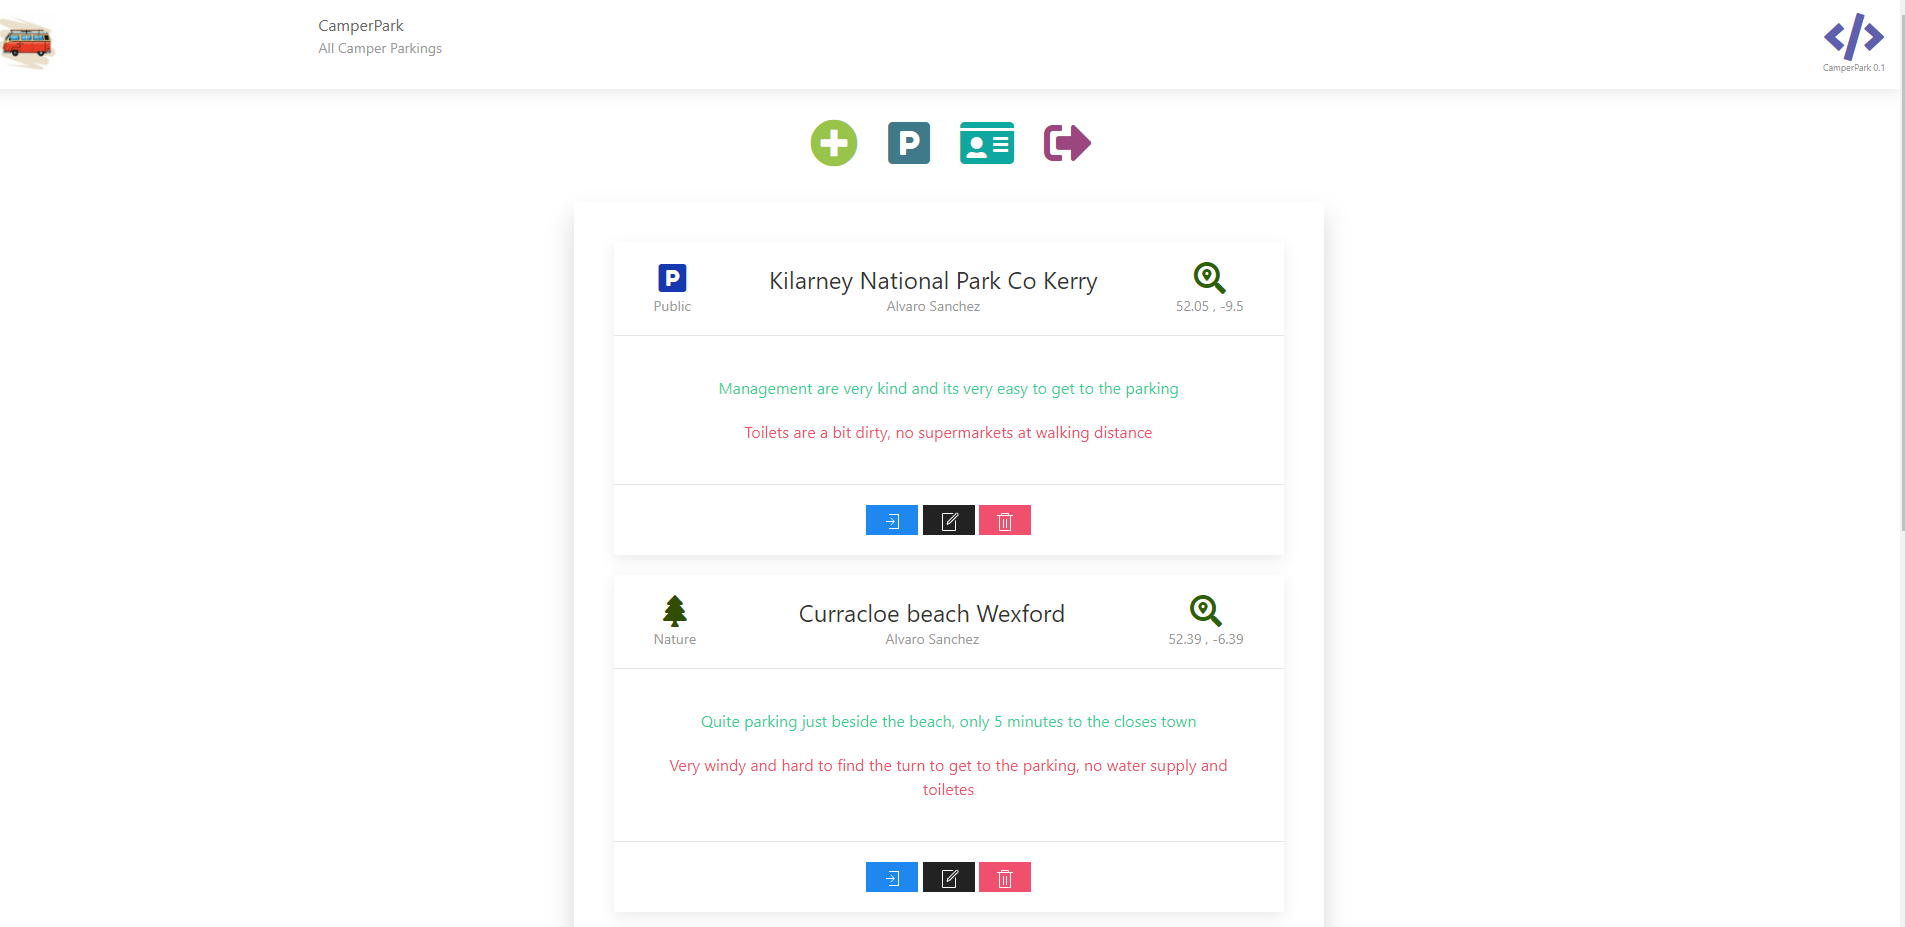 CamperPark
All Camper Parkings
</>
CamperPark 0.1
P
P
Kilarney National Park Co Kerry
Public
Alvaro Sanchez
52.05 , -9.5
Management are very kind and its very easy to get to the parking
Toilets are a bit dirty, no supermarkets at walking distance
Curracloe beach Wexford
Nature
Alvaro Sanchez
52.39 , -6.39
Quite parking just beside the beach, only 5 minutes to the closes town
Very windy and hard to find the turn to get to the parking, no water supply and
toiletes